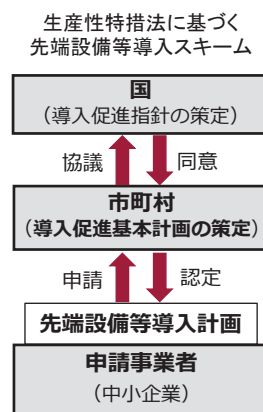 生産性特措法に基づく
先端設備等導入スキーム
国
（導入促進指針の策定）
協議 同意
市町村
（導入促進基本計画の策定）
申請 認定
先端設備等導入計画
申請事業者
（中小企業）